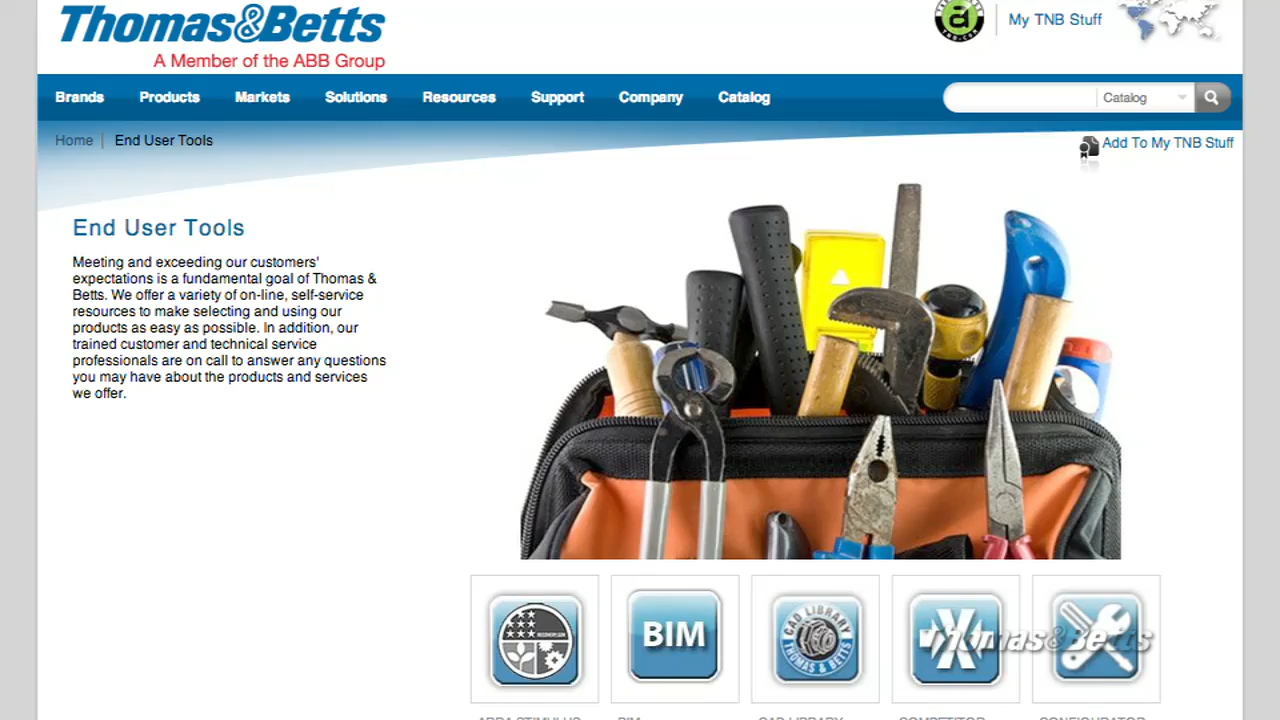 Thomas&Betts
A Member of the ABB Group
My TNB Stuff
Brands Products Markets Solutions Resources Support Company Catalog
Catalog
Home | End User Tools
Add To My TNB Stuff
End User Tools
Meeting and exceeding our customers'
expectations is a fundamental goal of Thomas &
Betts. We offer a variety of on-line, self-service
resources to make selecting and using our
products as easy as possible. In addition, our
trained customer and technical service
professionals are on call to answer any questions
you may have about the products and services
we offer.
BIM
CAD LIBRARY
THOMAS & BETTS
Thomas&Betts